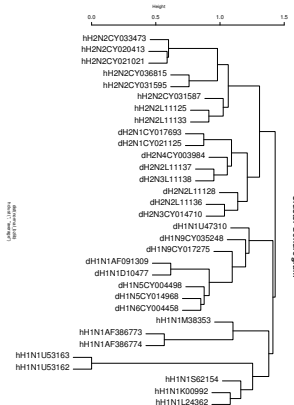 Height
0.0 0.5 1.0 1.5
hH2N2CY033473
hH2N2CY020413
hH2N2CY021021
hH2N2CY036815
hH2N2CY031595
hH2N2CY031587
hH2N2L11125
hH2N2L11133
dH2N1CY017693
dH2N1CY021125
dH2N4CY003984
dH2N2L11137
dH2N3L11138
dH2N2L11128
dH2N2L11136
dH2N3CY014710
dH1N1U47310
dH1N9CY035248
dH1N9CY017275
dH1N1AF091309
dH1N1D10477
dH1N5CY004498
dH1N5CY014968
dH1N6CY004458
hH1N1M38353
hH1N1AF386773
hH1N1AF386774
hH1N1U53163
hH1N1U53162
hH1N1S62154
hH1N1K00992
hH1N1L24362